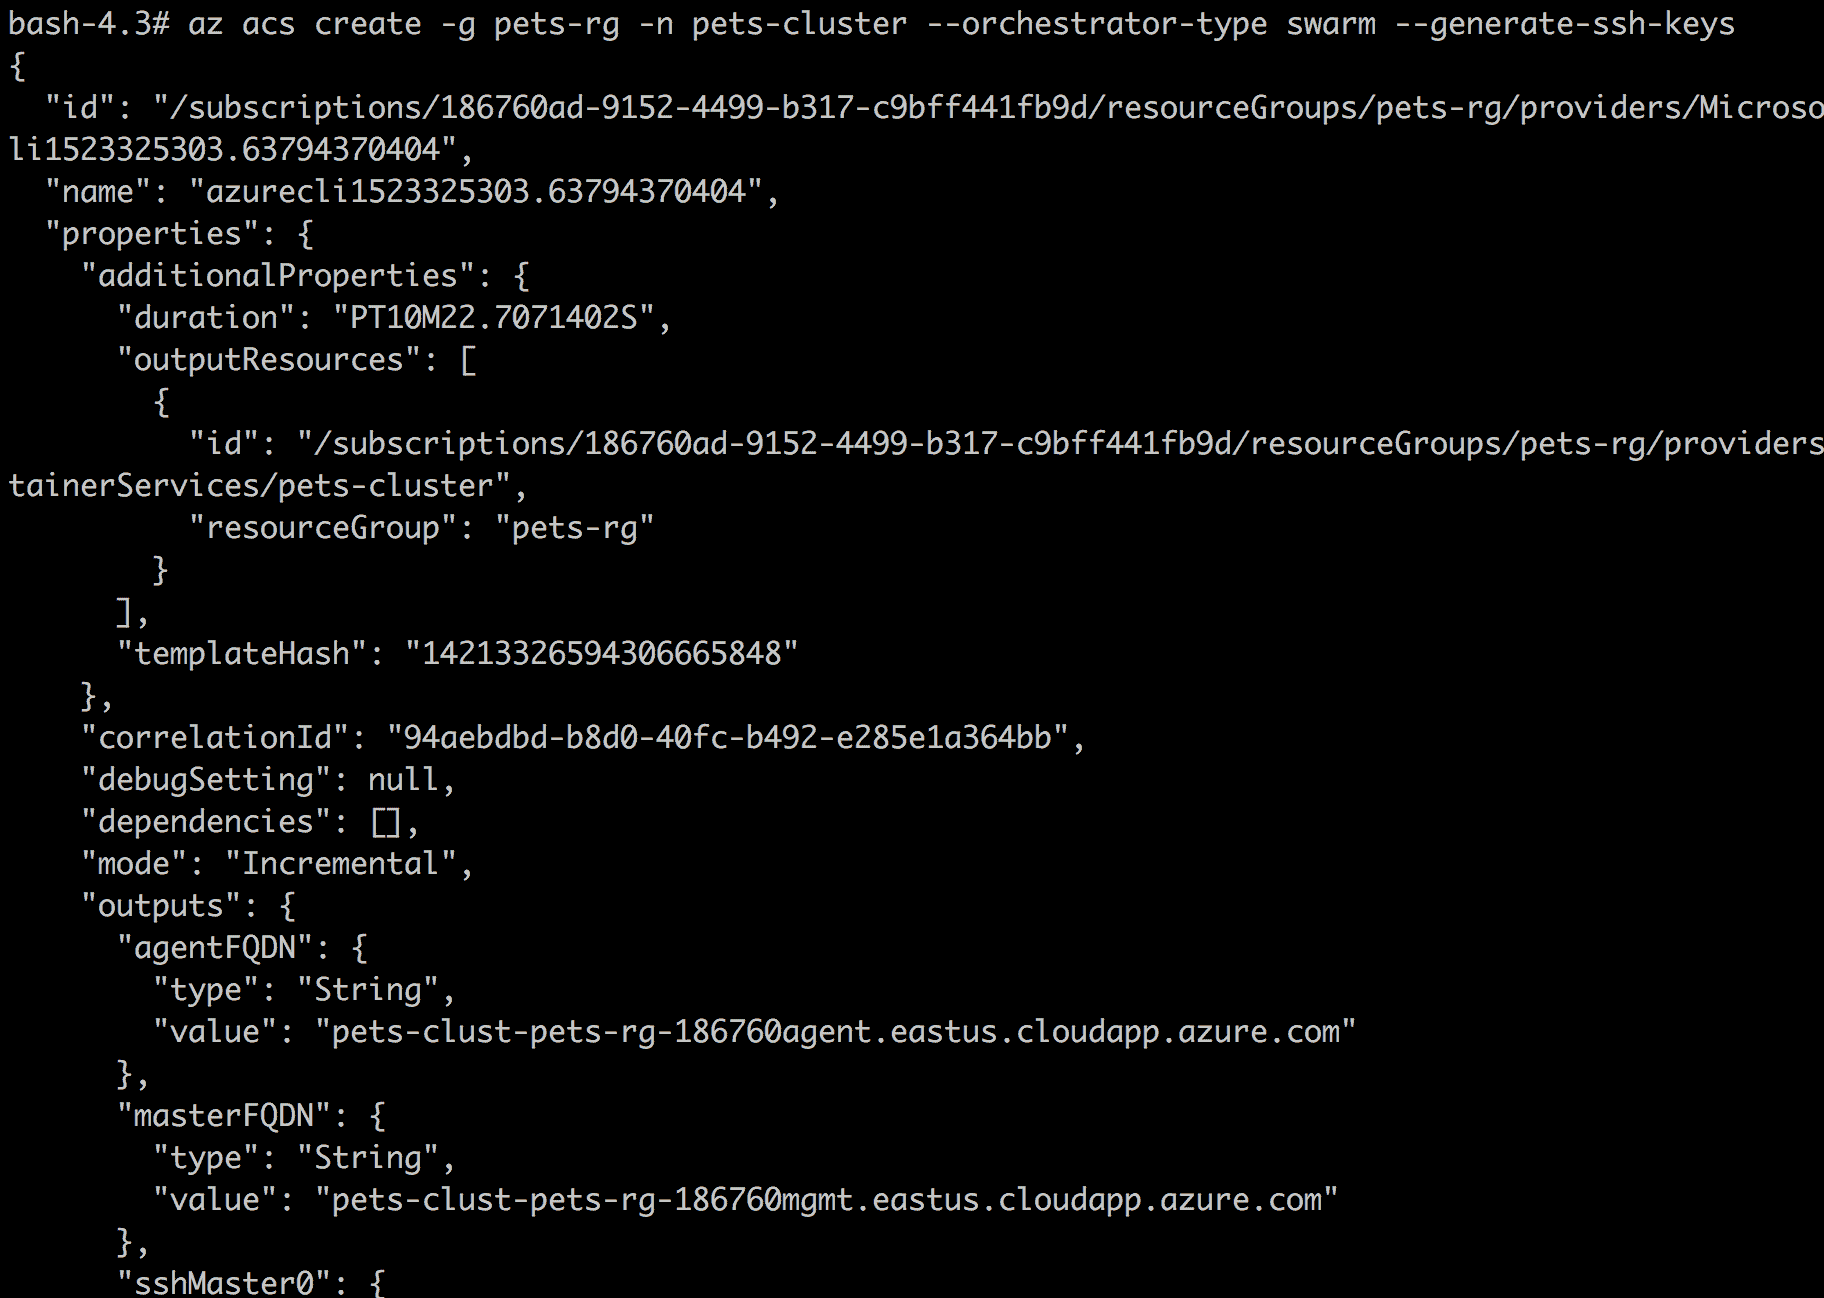 bash-4.3# az acs create -g pets-rg -n pets-cluster --orchestrator-type swarm --generate-ssh-keys
{
  "id": "/subscriptions/186760ad-9152-4499-b317-c9bff441fb9d/resourceGroups/pets-rg/providers/Microso
li1523325303.63794370404",
  "name": "azurecli1523325303.63794370404",
  "properties": {
    "additionalProperties": {
      "duration": "PT10M22.7071402S",
      "outputResources": [
        {
          "id": "/subscriptions/186760ad-9152-4499-b317-c9bff441fb9d/resourceGroups/pets-rg/providers
tainerServices/pets-cluster",
          "resourceGroup": "pets-rg"
        }
      ],
      "templateHash": "14213326594306665848"
    },
    "correlationId": "94aebdbd-b8d0-40fc-b492-e285e1a364bb",
    "debugSetting": null,
    "dependencies": [],
    "mode": "Incremental",
    "outputs": {
      "agentFQDN": {
        "type": "String",
        "value": "pets-clust-pets-rg-186760agent.eastus.cloudapp.azure.com"
      },
      "masterFQDN": {
        "type": "String",
        "value": "pets-clust-pets-rg-186760mgmt.eastus.cloudapp.azure.com"
      },
      "sshMaster0": {